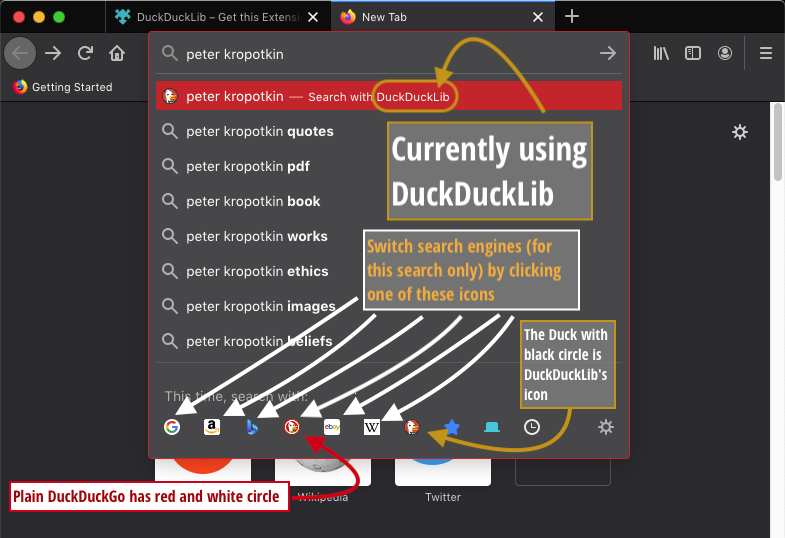 DuckDuckLib – Get this Extensi
New Tab
Getting Started
peter kropotkin
peter kropotkin — Search with DuckDuckLib
peter kropotkin quotes
peter kropotkin pdf
peter kropotkin book
peter kropotkin works
peter kropotkin ethics
peter kropotkin images
peter kropotkin beliefs
Currently using
DuckDuckLib
Switch search engines (for
this search only) by clicking
one of these icons
The Duck with
black circle is
DuckDuckLib's
icon
This time, search with:
G
a
b
ebay
W
Plain DuckDuckGo has red and white circle
Wikipedia
Twitter